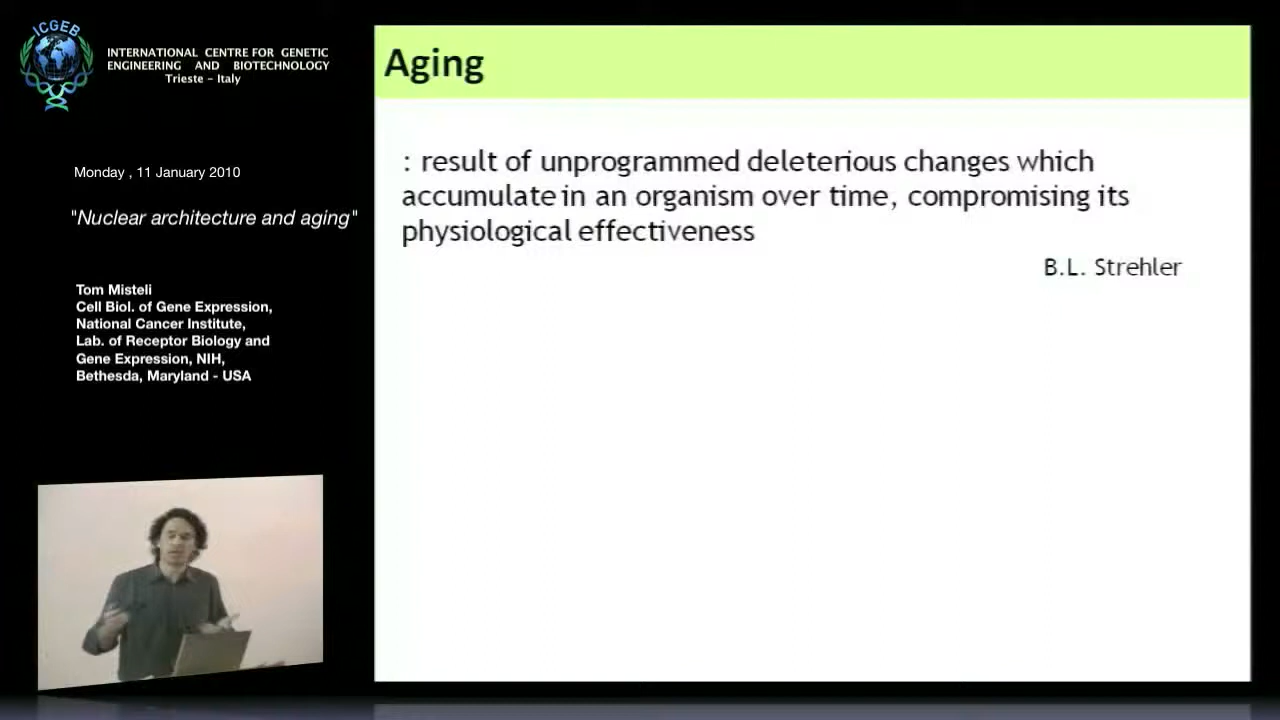 ICGEB
INTERNATIONAL CENTRE FOR GENETIC
ENGINEERING AND BIOTECHNOLOGY
Trieste - Italy
Monday , 11 January 2010
"Nuclear architecture and aging"
Tom Misteli
Cell Biol. of Gene Expression,
National Cancer Institute,
Lab. of Receptor Biology and
Gene Expression, NIH,
Bethesda, Maryland - USA
Aging
: result of unprogrammed deleterious changes which
accumulate in an organism over time, compromising its
physiological effectiveness
B.L. Strehler